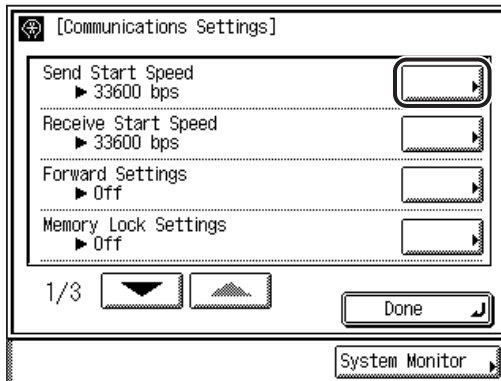 [Communications Settings]
Send Start Speed
▶ 33600 bps
Receive Start Speed
▶ 33600 bps
Forward Settings
▶ Off
Memory Lock Settings
▶ Off
1/3
Done
System Monitor